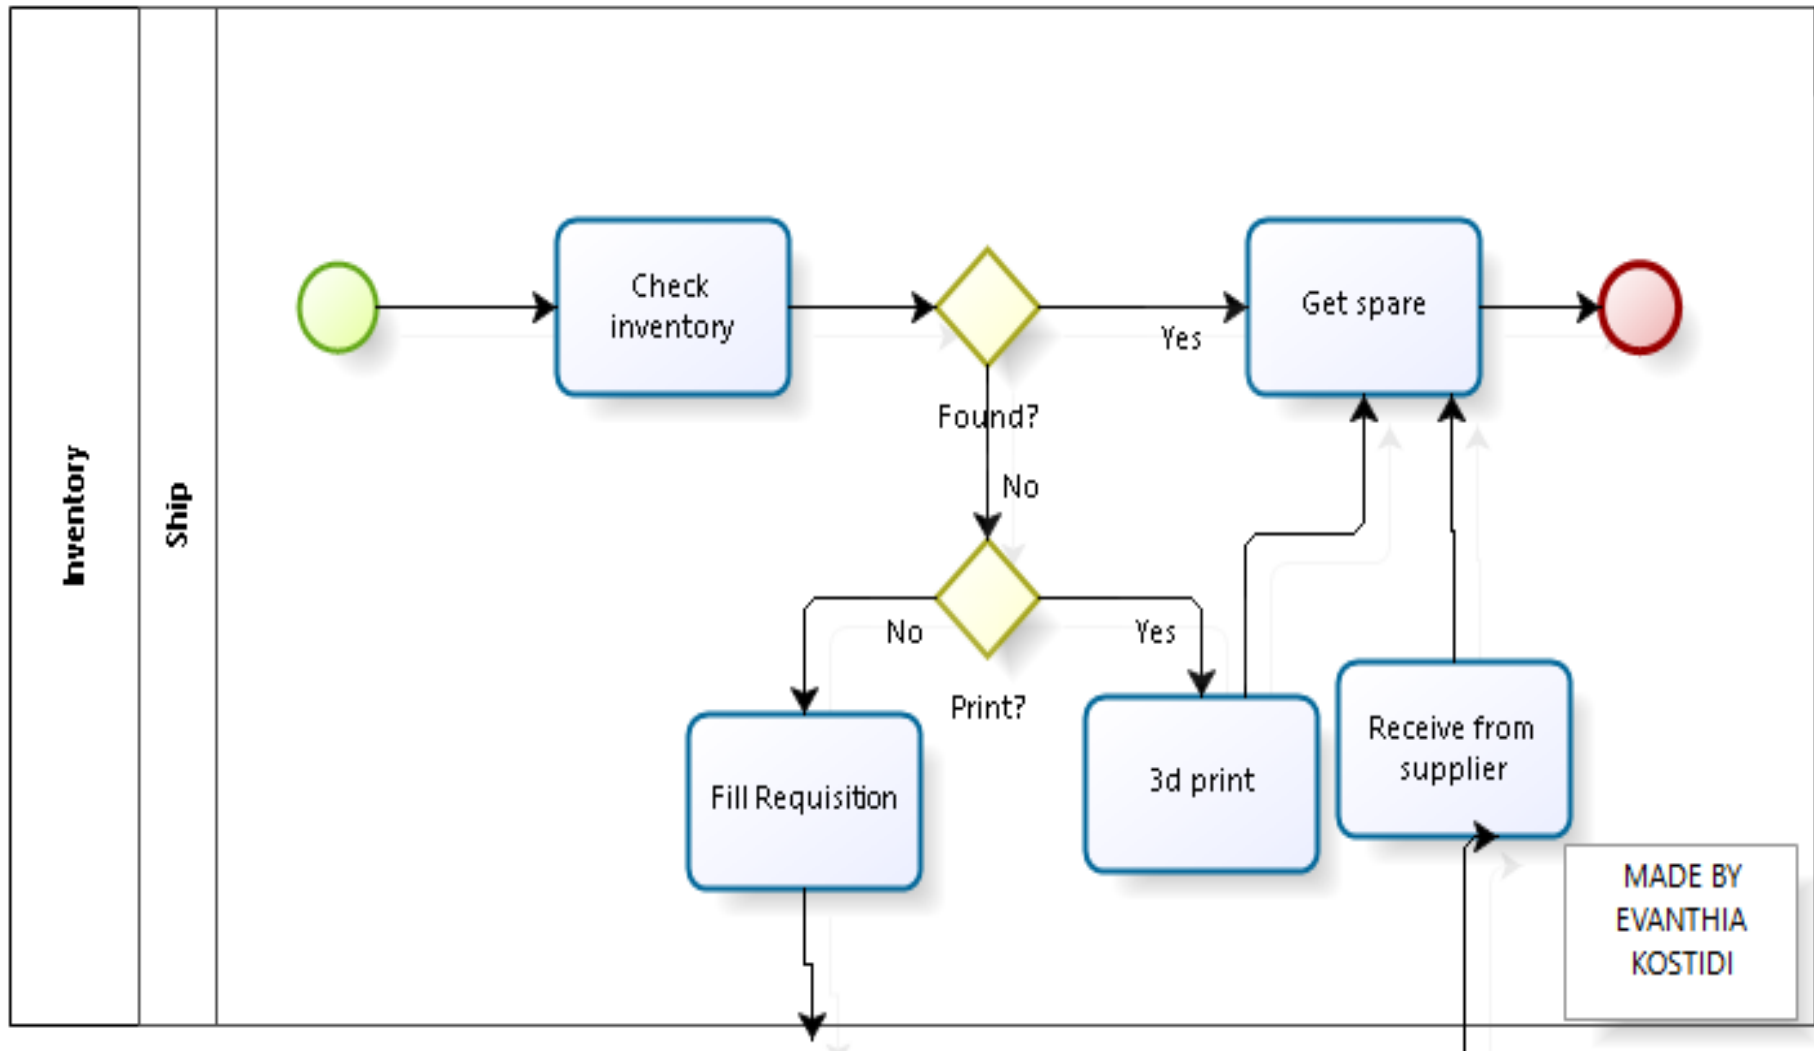 Inventory
Ship
Check
inventory
Get spare
Yes
Found?
No
No
Yes
Print?
Fill Requisition
3d print
Receive from
supplier
MADE BY
EVANTHIA
KOSTIDI